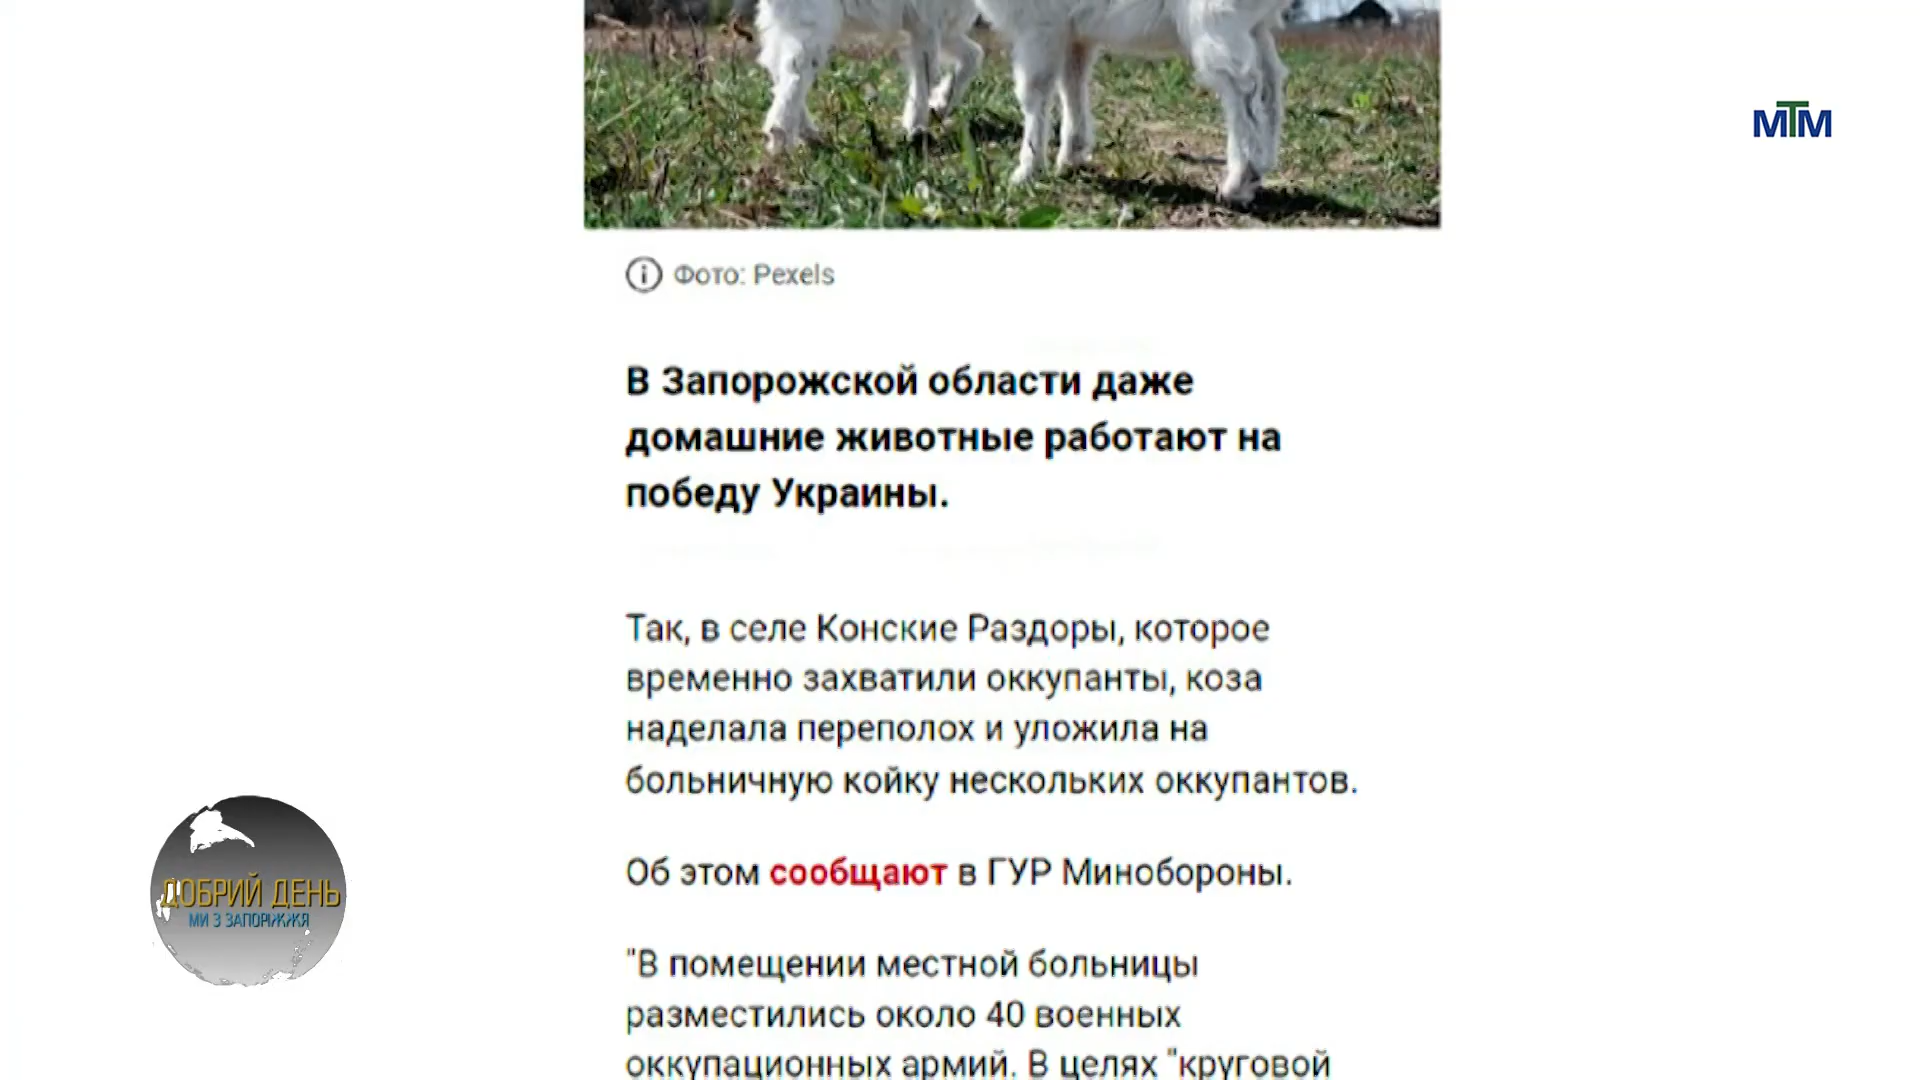 МТМ
Фото: Pexels
В Запорожской области даже
домашние животные работают на
победу Украины.
Так, в селе Конские Раздоры, которое
временно захватили оккупанты, коза
наделала переполох и уложила на
больничную койку нескольких оккупантов.
Об этом сообщают в ГУР Минобороны.
"В помещении местной больницы
разместились около 40 военных
оккупационных армий. В целях "круговой
ДОБРИЙ ДЕНЬ
МИ З ЗАПОРІЖЖЯ